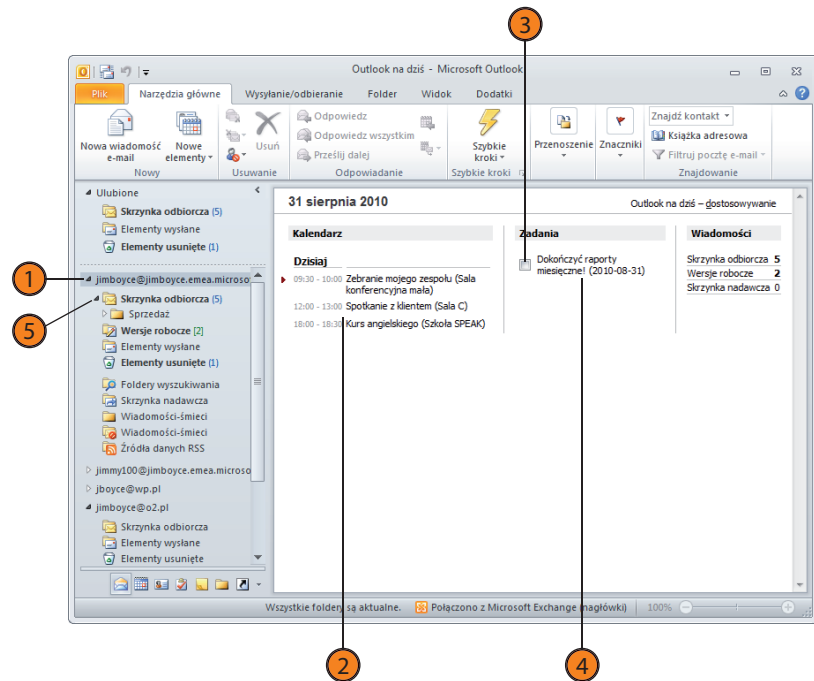 3
Outlook na dziś - Microsoft Outlook
Plik Narzędzia główne Wysyłanie/odbieranie Folder Widok Dodatki
Nowa wiadomość e-mail
Nowe elementy
Nowy
Usuń
Usuwanie
Odpowiedz
Odpowiedz wszystkim
Prześlij dalej
Odpowiadanie
Szybkie kroki
Szybkie kroki
Przenoszenie
Znaczniki
Znajdź kontakt
Książka adresowa
Filtruj pocztę e-mail
Znajdowanie
Ulubione
Skrzynka odbiorcza (5)
Elementy wysłane
Elementy usunięte (1)
1
jimboyce@jimboyce.emea.microso
5
Skrzynka odbiorcza (5)
Sprzedaż
Wersje robocze [2]
Elementy wysłane
Elementy usunięte (1)
Foldery wyszukiwania
Skrzynka nadawcza
Wiadomości-śmieci
Wiadomości-śmieci
Źródła danych RSS
jimmy100@jimboyce.emea.microso
jboyce@wp.pl
jimboyce@o2.pl
Skrzynka odbiorcza
Elementy wysłane
Elementy usunięte
31 sierpnia 2010
Outlook na dziś – dostosowywanie
Kalendarz
Dzisiaj
09:30 - 10:00 Zebranie mojego zespołu (Sala
konferencyjna mała)
12:00 - 13:00 Spotkanie z klientem (Sala C)
18:00 - 18:30 Kurs angielskiego (Szkoła SPEAK)
Zadania
Dokończyć raporty
miesięczne! (2010-08-31)
Wiadomości
Skrzynka odbiorcza 5
Wersje robocze 2
Skrzynka nadawcza 0
Wszystkie foldery są aktualne. Połączono z Microsoft Exchange (nagłówki) 100%
2
4